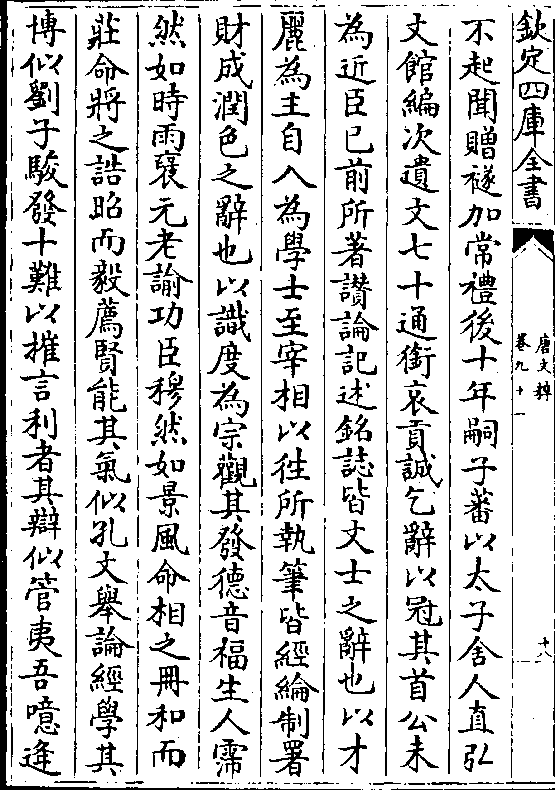 欽定四庫全書
唐文粹
卷九十一
十八
不起聞贈襚加常禮後十年嗣子蕃以太子舍人直弘
文館編次遺文七十通銜哀貢誠乞辭以冠其首公未
為近臣已前所著讃論記述銘誌皆文士之辭也以才
麗為主自入為學士至宰相以徃所執筆皆經綸制置
財成潤色之辭也以識度為宗觀其發德音福生人霈
然如時雨襃元老諭功臣穆然如景風命相之冊和而
莊命將之誥昭而毅薦賢能其氣似孔文舉論經學其
博似劉子駿發十難以摧言利者其辯似管夷吾噫逢